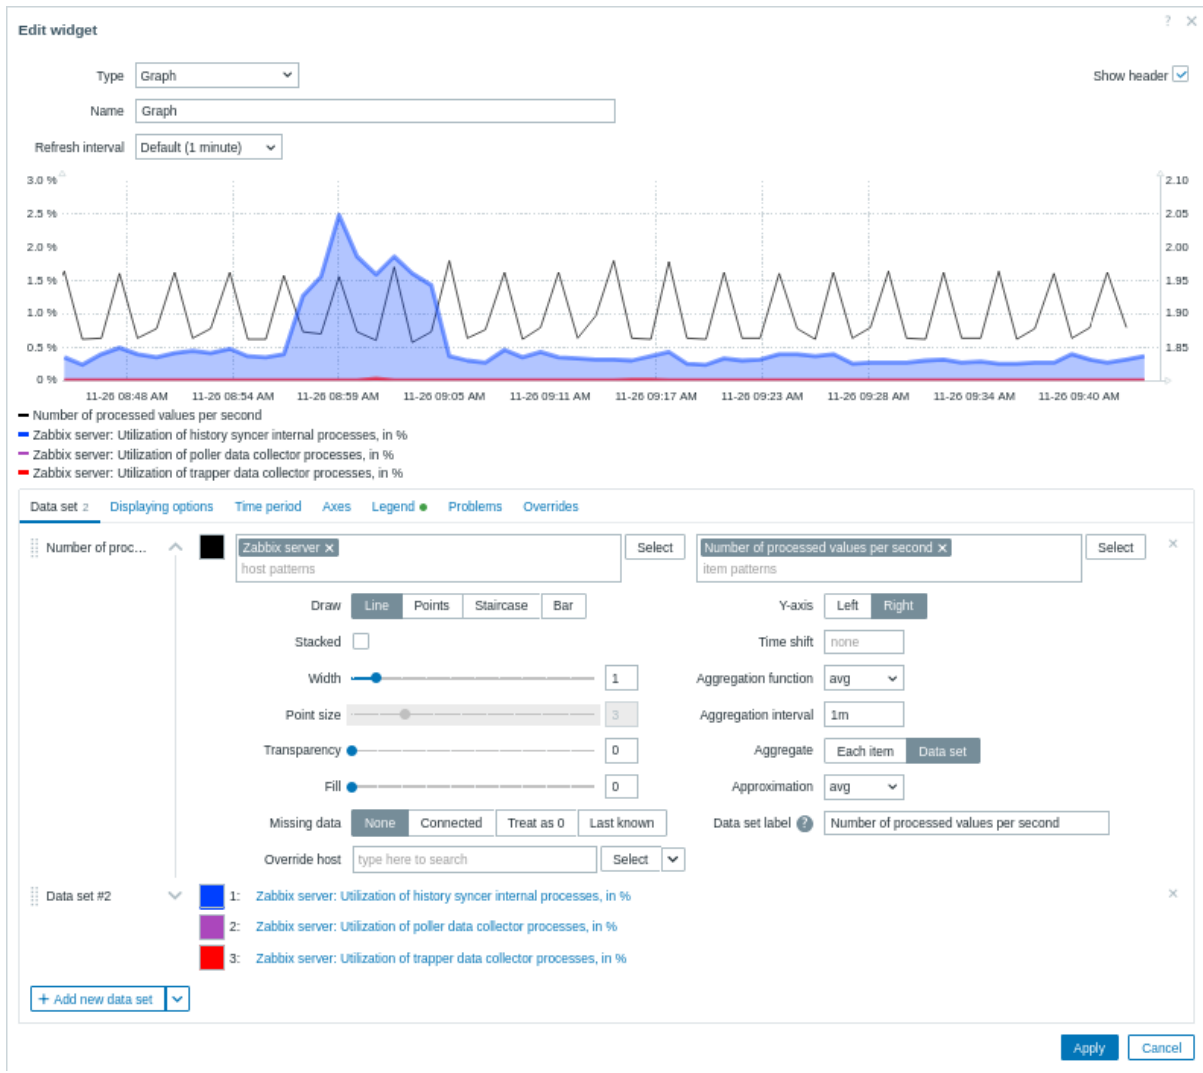 Edit widget ? ×
Type Graph Show header
Name Graph
Refresh interval Default (1 minute)
3.0 % 2.10
2.5 % 2.05
2.0 % 2.00
1.5 % 1.95
1.0 % 1.90
0.5 % 1.85
0 %
11-26 08:48 AM 11-26 08:54 AM 11-26 08:59 AM 11-26 09:05 AM 11-26 09:11 AM 11-26 09:17 AM 11-26 09:23 AM 11-26 09:28 AM 11-26 09:34 AM 11-26 09:40 AM
Number of processed values per second
Zabbix server: Utilization of history syncer internal processes, in %
Zabbix server: Utilization of poller data collector processes, in %
Zabbix server: Utilization of trapper data collector processes, in %
Data set 2 Displaying options Time period Axes Legend Problems Overrides
Number of proc... Zabbix server × Select Number of processed values per second × Select ×
host patterns item patterns
Draw Line Points Staircase Bar Y-axis Left Right
Stacked Time shift none
Width 1 Aggregation function avg
Point size 3 Aggregation interval 1m
Transparency 0 Aggregate Each item Data set
Fill 0 Approximation avg
Missing data None Connected Treat as 0 Last known Data set label ? Number of processed values per second
Override host type here to search Select
Data set #2 1: Zabbix server: Utilization of history syncer internal processes, in % ×
2: Zabbix server: Utilization of poller data collector processes, in %
3: Zabbix server: Utilization of trapper data collector processes, in %
+ Add new data set
Apply Cancel